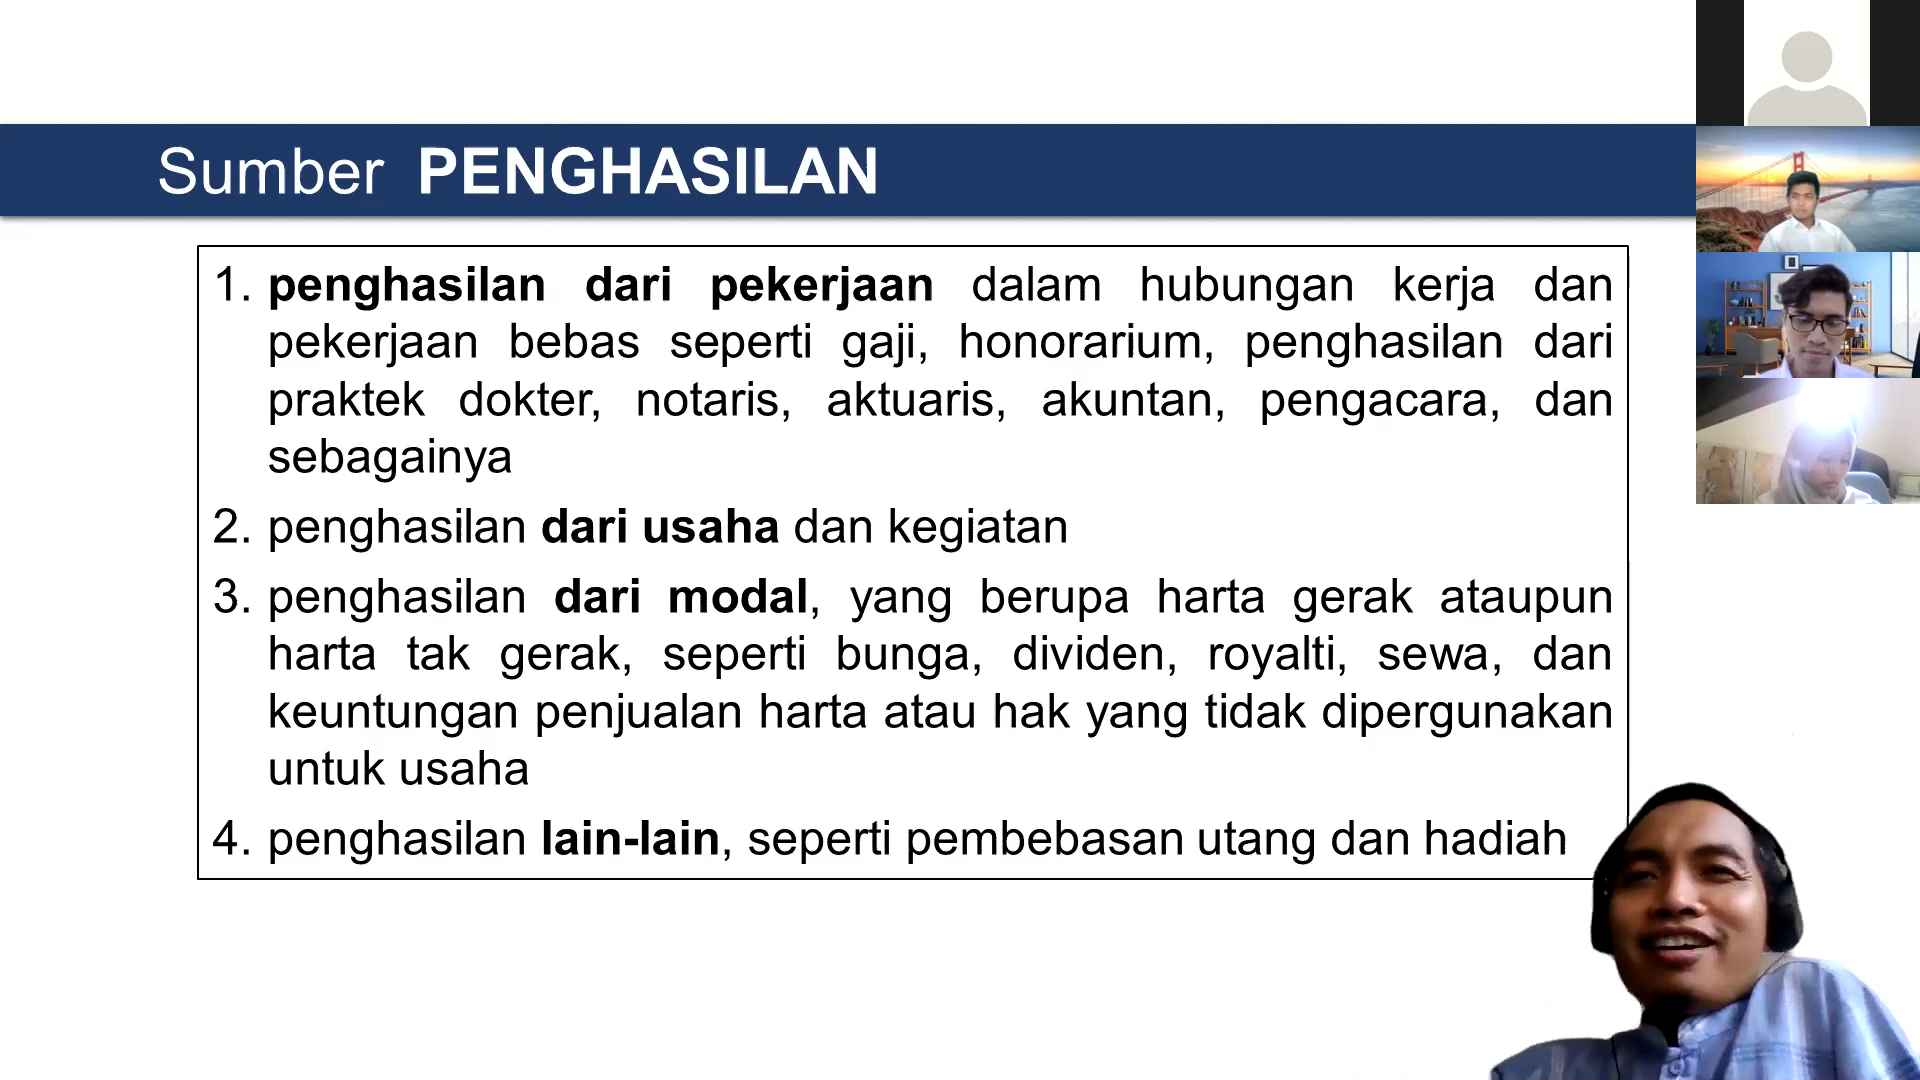 Sumber PENGHASILAN
1. penghasilan dari pekerjaan dalam hubungan kerja dan
pekerjaan bebas seperti gaji, honorarium, penghasilan dari
praktek dokter, notaris, aktuaris, akuntan, pengacara, dan
sebagainya
2. penghasilan dari usaha dan kegiatan
3. penghasilan dari modal, yang berupa harta gerak ataupun
harta tak gerak, seperti bunga, dividen, royalti, sewa, dan
keuntungan penjualan harta atau hak yang tidak dipergunakan
untuk usaha
4. penghasilan lain-lain, seperti pembebasan utang dan hadiah